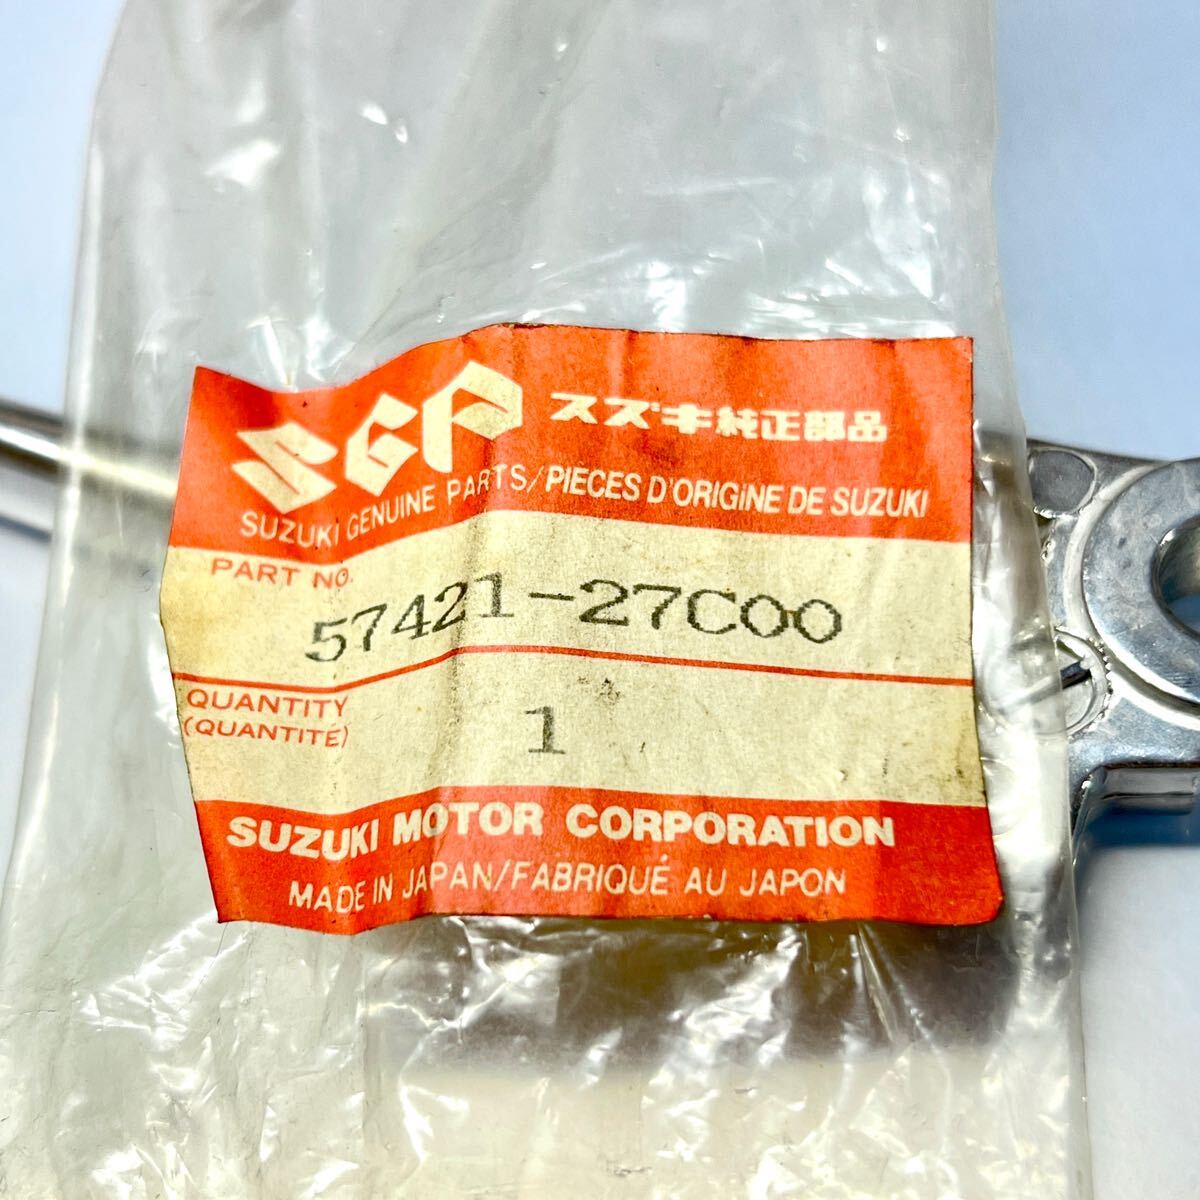 SGP スズキ純正部品
SUZUKI GENUINE PARTS/PIECES D'ORIGINE DE SUZUKI
PART NO.
57421-27C00
QUANTITY
(QUANTITÉ)
1
SUZUKI MOTOR CORPORATION
MADE IN JAPAN/FABRIQUÉ AU JAPON